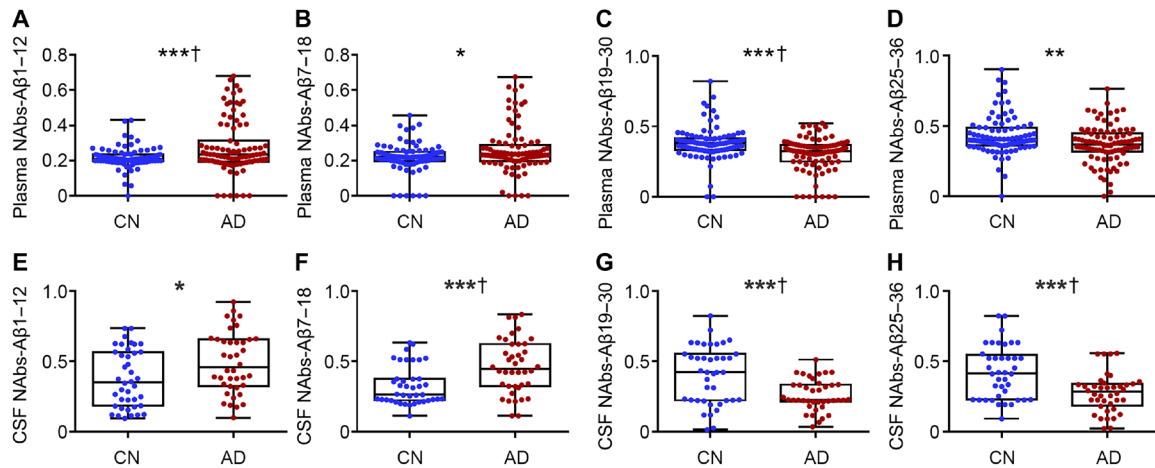 A
Plasma NAbs-Aβ1–12
0.8
0.6
0.4
0.2
0
***†
CN
AD
B
Plasma NAbs-Aβ7–18
0.8
0.6
0.4
0.2
0
*
CN
AD
C
Plasma NAbs-Aβ19–30
1.0
0.5
0
***†
CN
AD
D
Plasma NAbs-Aβ25–36
1.0
0.5
0
**
CN
AD
E
CSF NAbs-Aβ1–12
1.0
0.5
0
*
CN
AD
F
CSF NAbs-Aβ7–18
1.0
0.5
0
***†
CN
AD
G
CSF NAbs-Aβ19–30
1.0
0.5
0
***†
CN
AD
H
CSF NAbs-Aβ25–36
1.0
0.5
0
***†
CN
AD